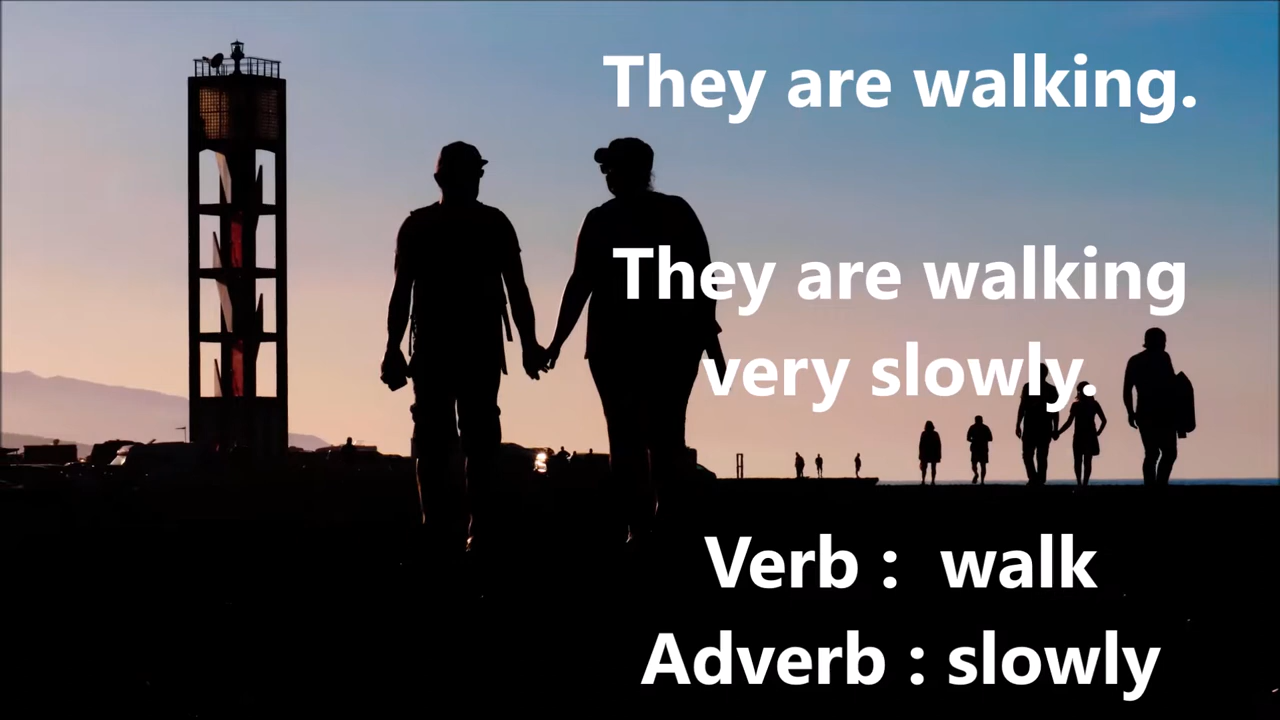 They are walking.
They are walking
very slowly.
Verb : walk
Adverb : slowly